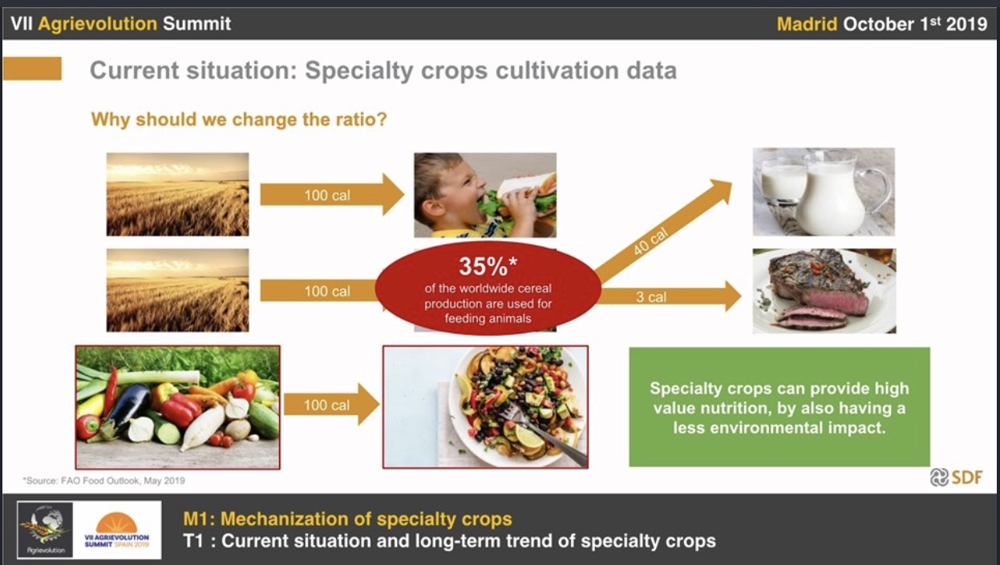 VII Agrievolution Summit
Madrid October 1st 2019
Current situation: Specialty crops cultivation data
Why should we change the ratio?
100 cal
40 cal
100 cal
35%*
of the worldwide cereal
production are used for
feeding animals
3 cal
100 cal
Specialty crops can provide high
value nutrition, by also having a
less environmental impact.
*Source: FAO Food Outlook, May 2019
SDF
Agrievolution
VII AGRIEVOLUTION
SUMMIT SPAIN 2019
M1: Mechanization of specialty crops
T1 : Current situation and long-term trend of specialty crops